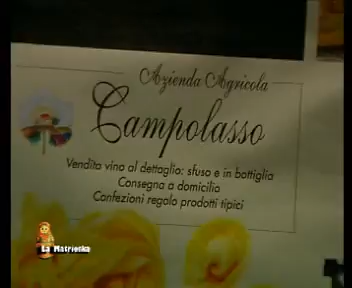 Azienda Agricola
Campolasso
Vendita vino al dettaglio: sfuso e in bottiglia
Consegna a domicilio
Confezioni regalo prodotti tipici
La Matrioska